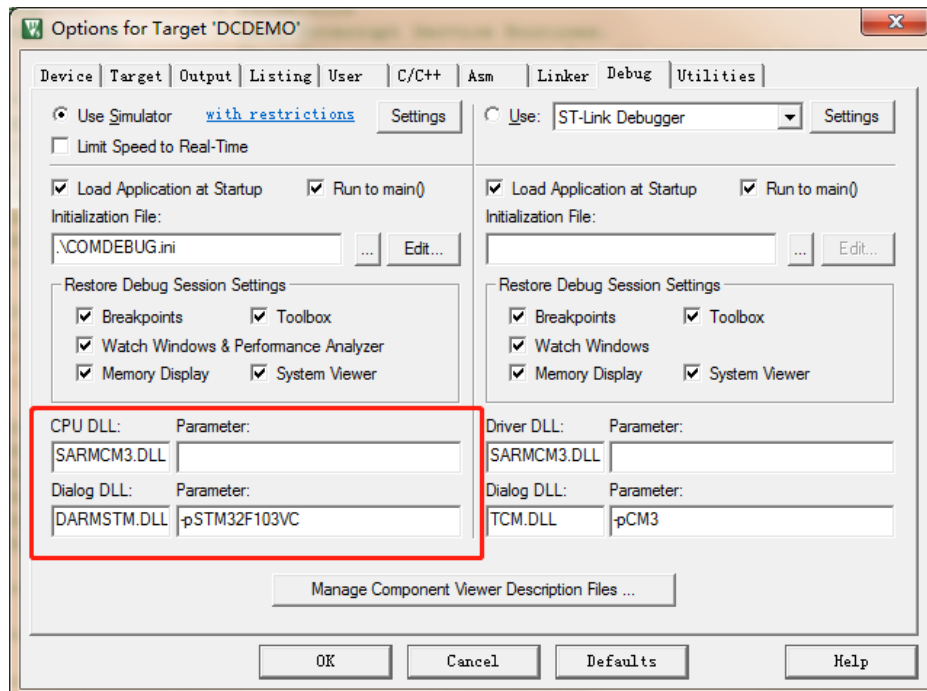 Options for Target 'DCDEMO'
Device Target Output Listing User C/C++ Asm Linker Debug Utilities
Use Simulator with restrictions Settings Use: ST-Link Debugger Settings
Limit Speed to Real-Time
Load Application at Startup Run to main() Load Application at Startup Run to main()
Initialization File: Initialization File:
.\COMDEBUG.ini ... Edit... ... Edit...
Restore Debug Session Settings Restore Debug Session Settings
Breakpoints Toolbox Breakpoints Toolbox
Watch Windows & Performance Analyzer Watch Windows
Memory Display System Viewer Memory Display System Viewer
CPU DLL: Parameter: Driver DLL: Parameter:
SARMCM3.DLL SARMCM3.DLL
Dialog DLL: Parameter: Dialog DLL: Parameter:
DARMSTM.DLL -pSTM32F103VC TCM.DLL -pCM3
Manage Component Viewer Description Files ...
OK Cancel Defaults Help